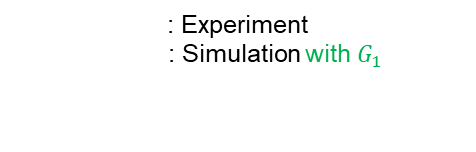 : Experiment
: Simulation with G₁